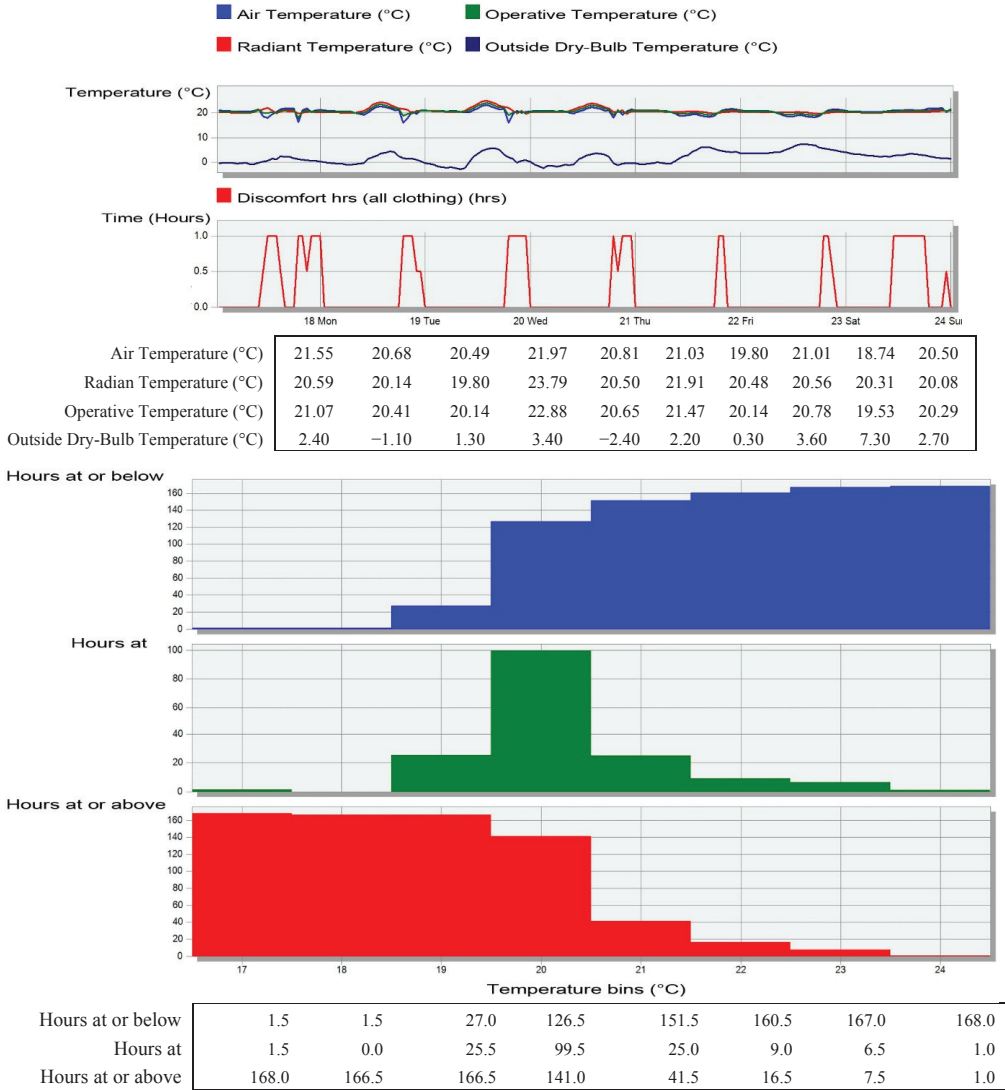 Air Temperature (°C) Operative Temperature (°C)
Radiant Temperature (°C) Outside Dry-Bulb Temperature (°C)
Temperature (°C)
20
10
0
Discomfort hrs (all clothing) (hrs)
Time (Hours)
1.0
0.5
0.0
18 Mon 19 Tue 20 Wed 21 Thu 22 Fri 23 Sat 24 Su
Air Temperature (°C) 21.55 20.68 20.49 21.97 20.81 21.03 19.80 21.01 18.74 20.50
Radian Temperature (°C) 20.59 20.14 19.80 23.79 20.50 21.91 20.48 20.56 20.31 20.08
Operative Temperature (°C) 21.07 20.41 20.14 22.88 20.65 21.47 20.14 20.78 19.53 20.29
Outside Dry-Bulb Temperature (°C) 2.40 −1.10 1.30 3.40 −2.40 2.20 0.30 3.60 7.30 2.70
Hours at or below
160
140
120
100
80
60
40
20
0
Hours at
100
80
60
40
20
0
Hours at or above
160
140
120
100
80
60
40
20
0
17 18 19 20 21 22 23 24
Temperature bins (°C)
Hours at or below 1.5 1.5 27.0 126.5 151.5 160.5 167.0 168.0
Hours at 1.5 0.0 25.5 99.5 25.0 9.0 6.5 1.0
Hours at or above 168.0 166.5 166.5 141.0 41.5 16.5 7.5 1.0